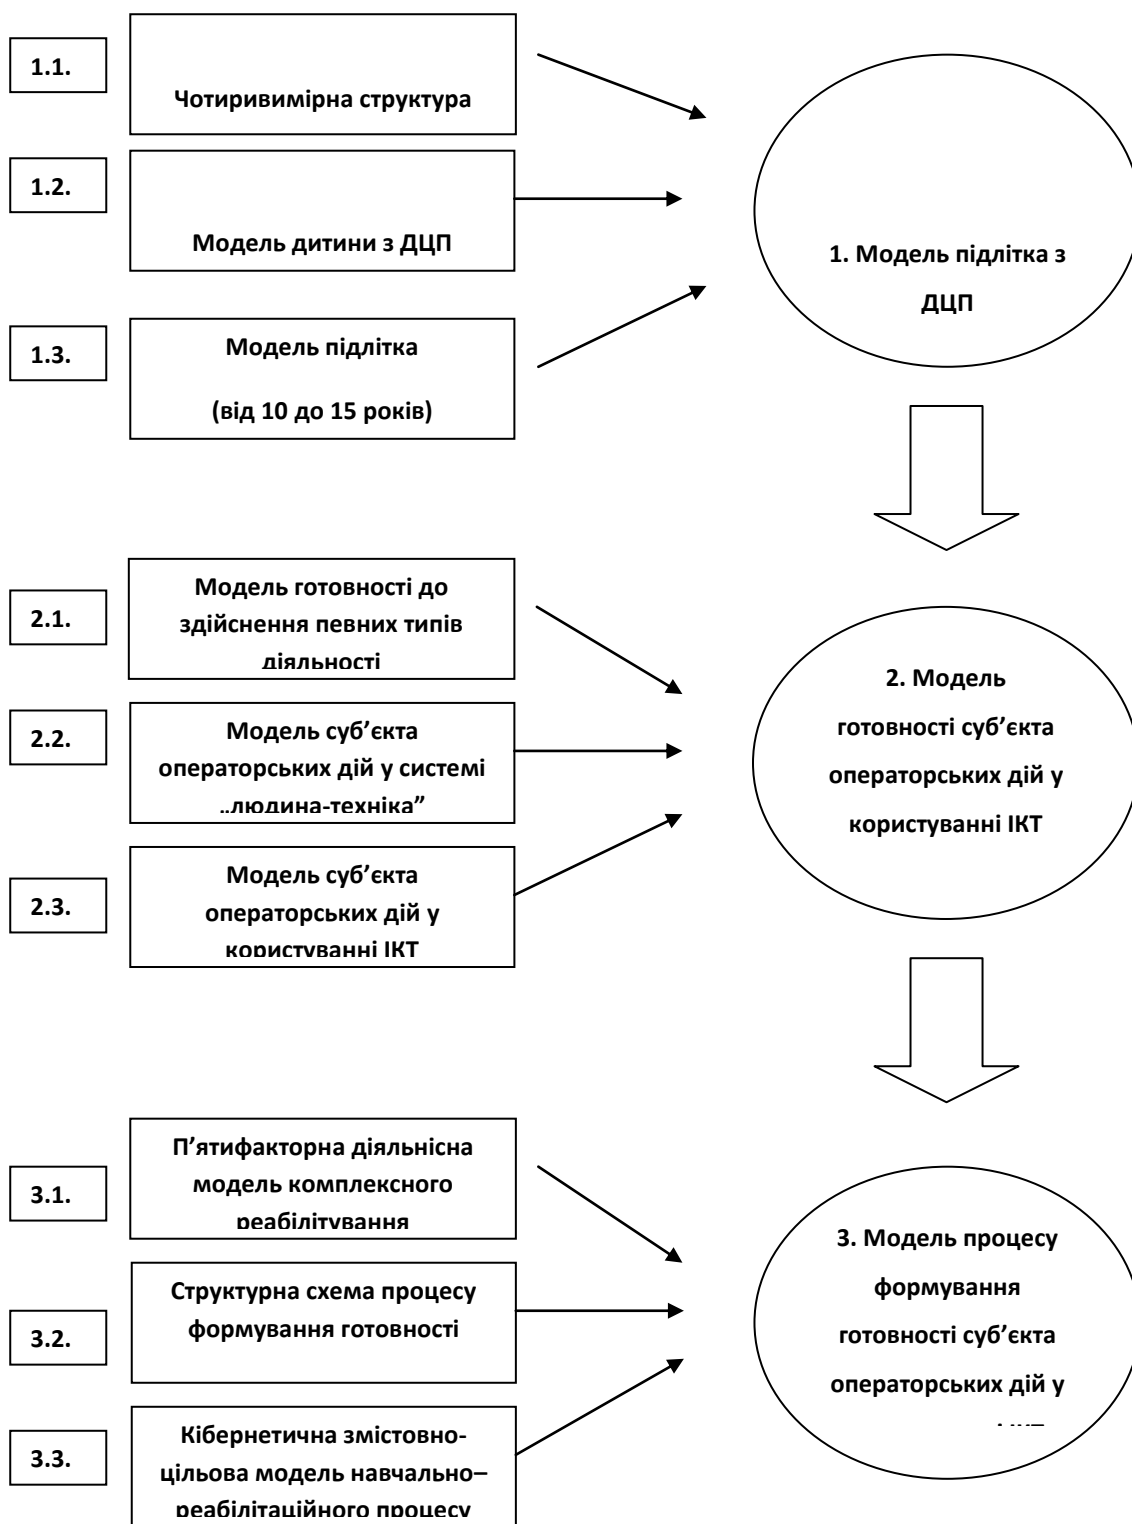 1.1.
Чотиривимірна структура
1.2.
Модель дитини з ДЦП
1.3.
Модель підлітка
(від 10 до 15 років)
1. Модель підлітка з
ДЦП
2.1.
Модель готовності до
здійснення певних типів
діяльності
2.2.
Модель суб’єкта
операторських дій у системі
„людина-техніка”
2.3.
Модель суб’єкта
операторських дій у
користуванні ІКТ
2. Модель
готовності суб’єкта
операторських дій у
користуванні ІКТ
3.1.
П’ятифакторна діяльнісна
модель комплексного
реабілітування
3.2.
Структурна схема процесу
формування готовності
3.3.
Кібернетична змістовно-
цільова модель навчально–
реабілітаційного процесу
3. Модель процесу
формування
готовності суб’єкта
операторських дій у